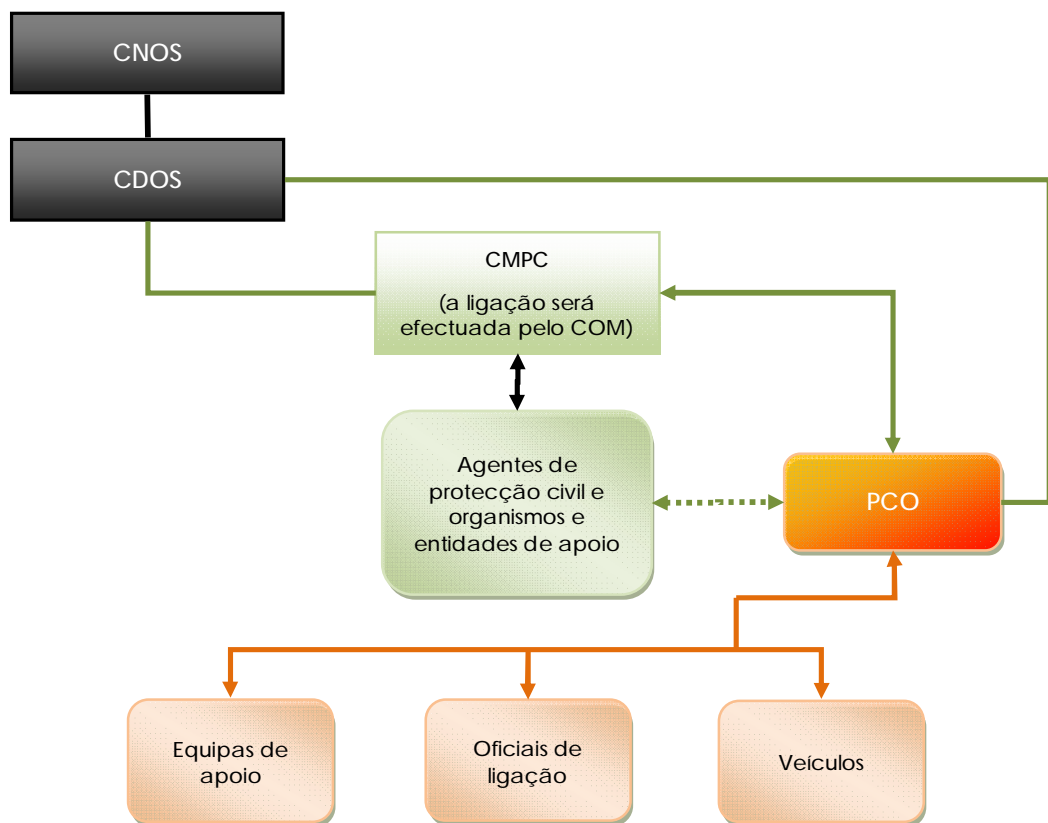 CNOS
CDOS
CMPC
(a ligação será
efectuada pelo COM)
Agentes de
protecção civil e
organismos e
entidades de apoio
PCO
Equipas de
apoio
Oficiais de
ligação
Veículos